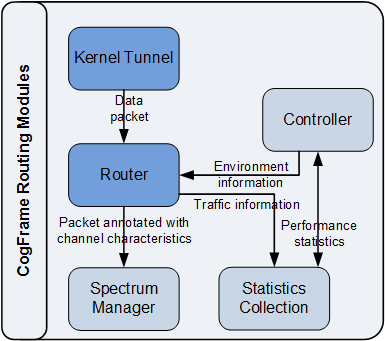 CogFrame Routing Modules
Kernel Tunnel
Data
packet
Controller
Router
Environment
information
Traffic information
Packet annotated with
channel characteristics
Performance
statistics
Spectrum
Manager
Statistics
Collection